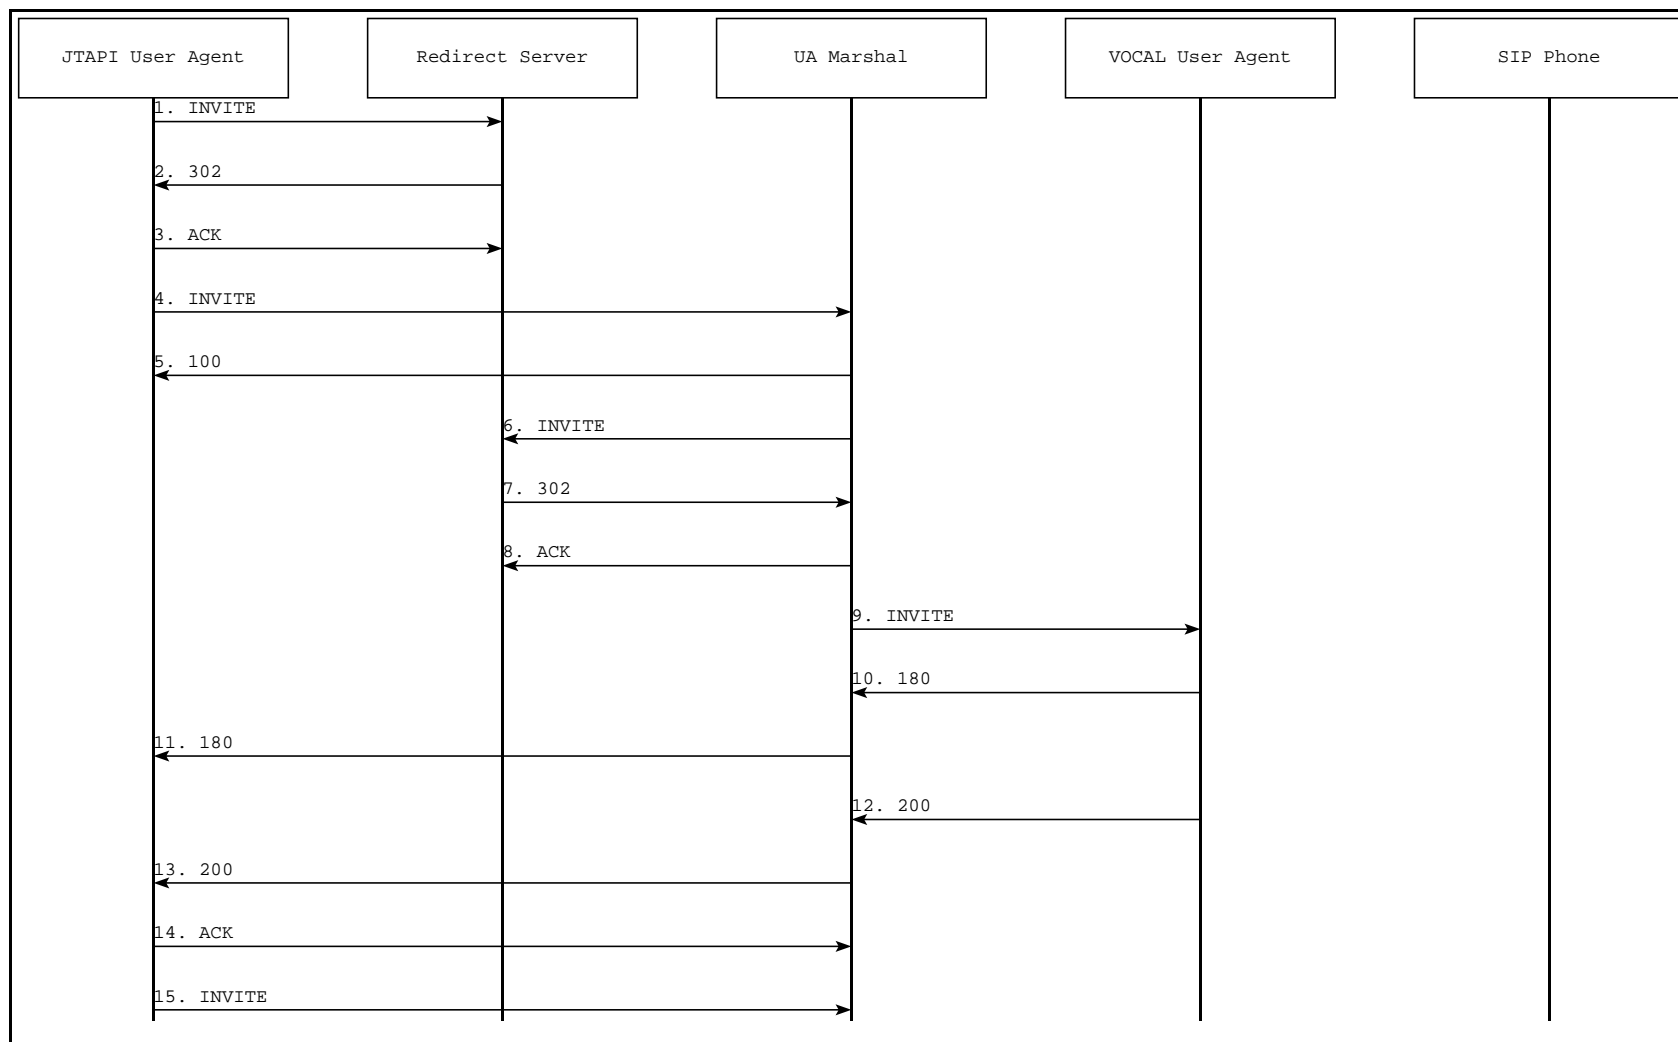 JTAPI User Agent
Redirect Server
UA Marshal
VOCAL User Agent
SIP Phone
1. INVITE
2. 302
3. ACK
4. INVITE
5. 100
6. INVITE
7. 302
8. ACK
9. INVITE
10. 180
11. 180
12. 200
13. 200
14. ACK
15. INVITE